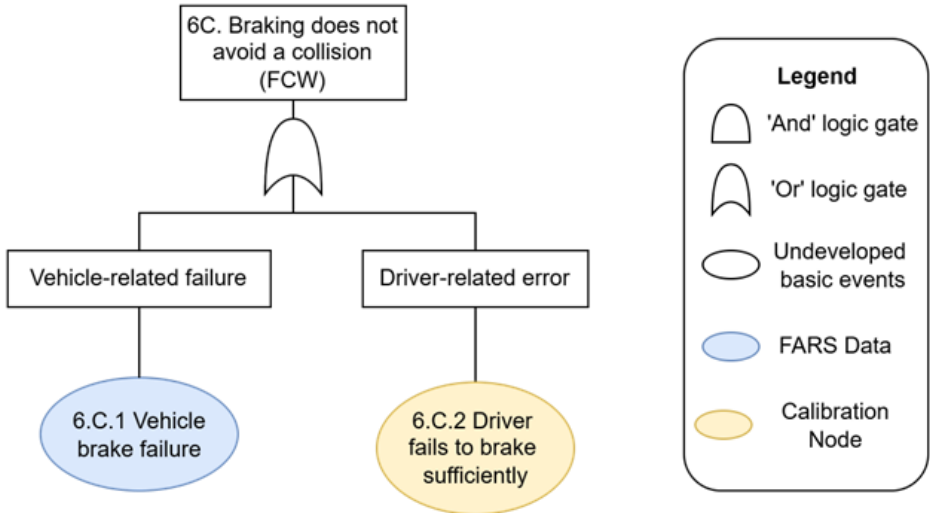 6C. Braking does not
avoid a collision
(FCW)
Vehicle-related failure
Driver-related error
6.C.1 Vehicle
brake failure
6.C.2 Driver
fails to brake
sufficiently
Legend
'And' logic gate
'Or' logic gate
Undeveloped
basic events
FARS Data
Calibration
Node